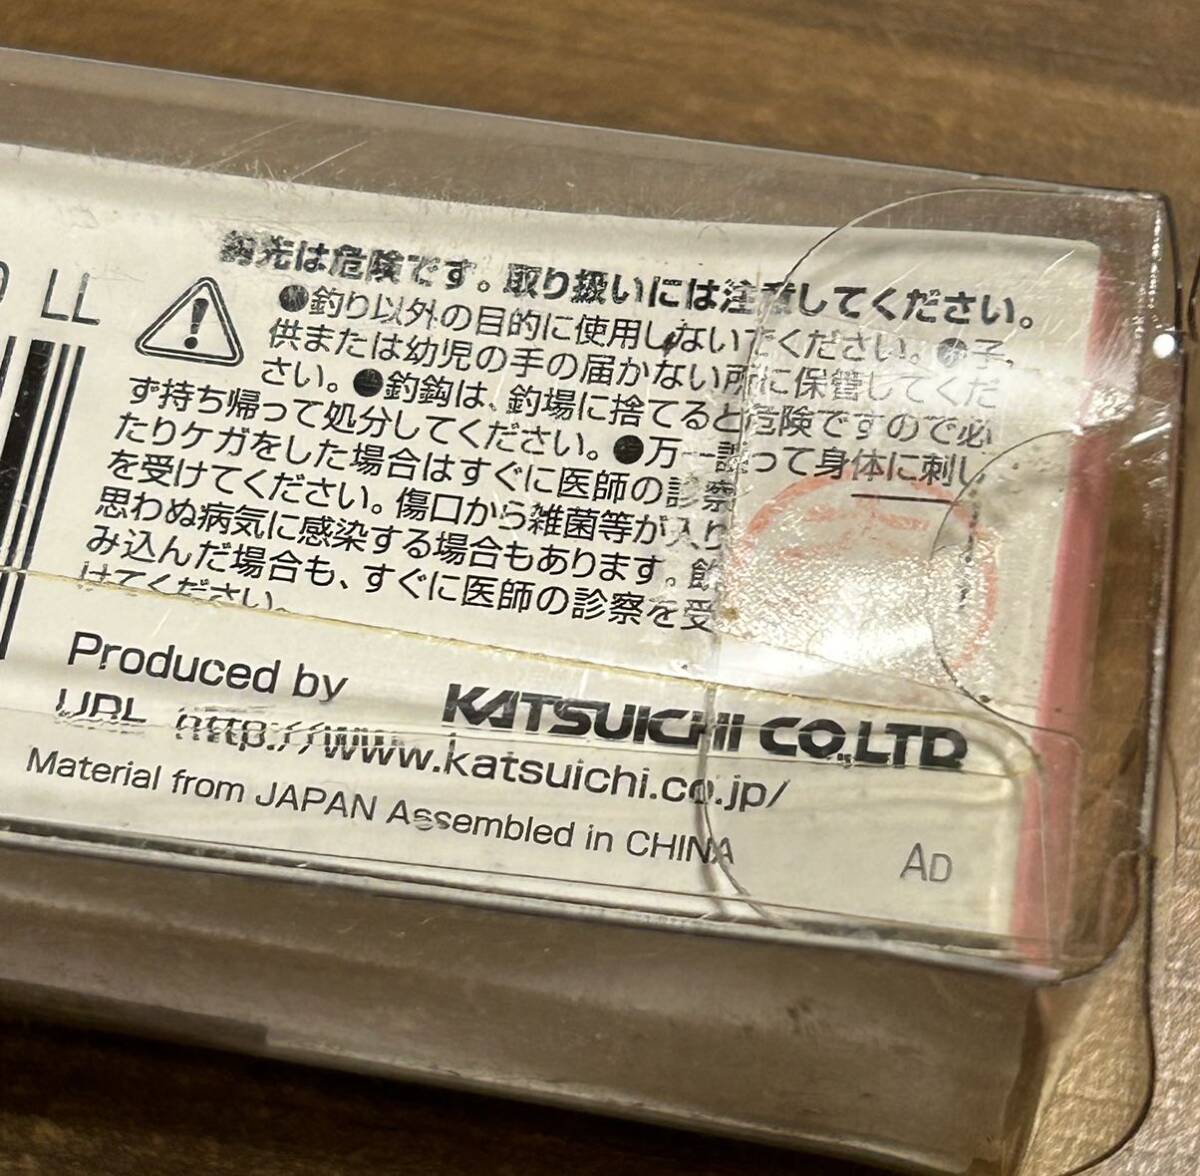 LL
鈎先は危険です。取り扱いには注意してください。
●釣り以外の目的に使用しないでください。●子
供または幼児の手の届かない所に保管してくだ
さい。●釣鈎は、釣場に捨てると危険ですので必
ず持ち帰って処分してください。●万一誤って身体に刺し
たりケガをした場合はすぐに医師の診察
を受けてください。傷口から雑菌等が入り
思わぬ病気に感染する場合もあります。飲
み込んだ場合も、すぐに医師の診察を受
けてください。
Produced by KATSUICHI CO.,LTD
URL http://www.katsuichi.co.jp/
Material from JAPAN Assembled in CHINA
AD